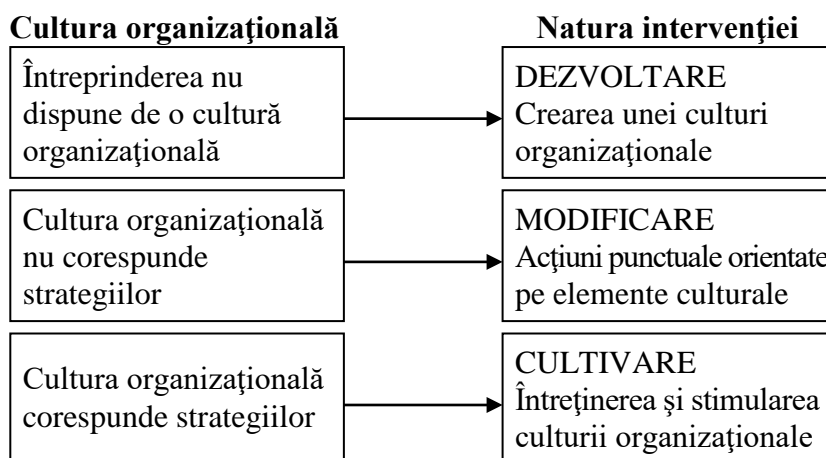 Cultura organizaţională
Natura intervenţiei
Întreprinderea nu
dispune de o cultură
organizaţională
DEZVOLTARE
Crearea unei culturi
organizaţionale
Cultura organizaţională
nu corespunde
strategiilor
MODIFICARE
Acţiuni punctuale orientate
pe elemente culturale
Cultura organizaţională
corespunde strategiilor
CULTIVARE
Întreţinerea şi stimularea
culturii organizaţionale